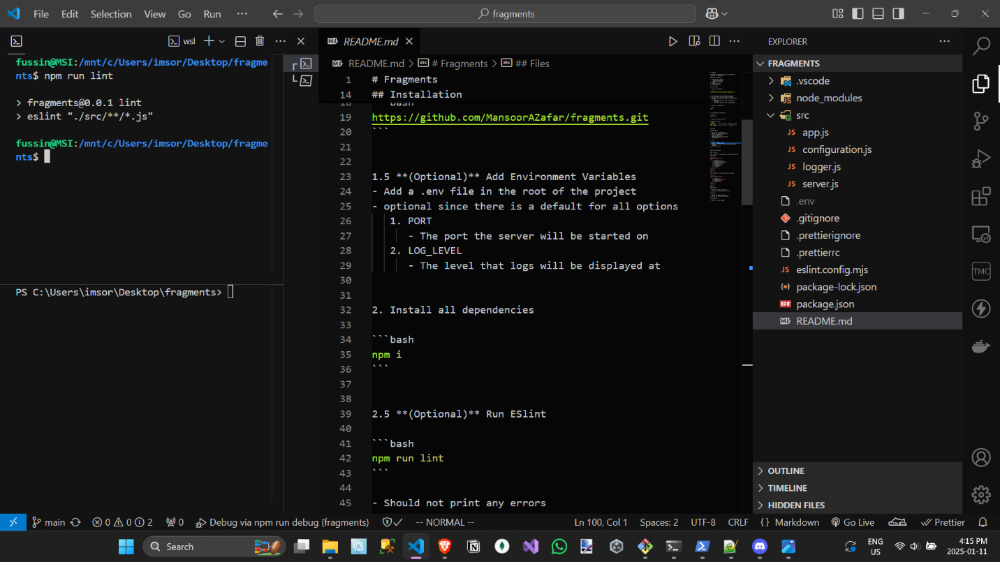 File Edit Selection View Go Run ··· fragments
wsl
fussin@MSI:/mnt/c/Users/imsor/Desktop/fragme
nts$ npm run lint
> fragments@0.0.1 lint
> eslint "./src/**/*.js"
fussin@MSI:/mnt/c/Users/imsor/Desktop/fragme
nts$
PS C:\Users\imsor\Desktop\fragments>
README.md
README.md > # Fragments > ## Files
1 # Fragments
14 ## Installation
18 ```bash
19 https://github.com/MansoorAZafar/fragments.git
20 ```
21
22
23 1.5 **(Optional)** Add Environment Variables
24 - Add a .env file in the root of the project
25 - optional since there is a default for all options
26 1. PORT
27 - The port the server will be started on
28 2. LOG_LEVEL
29 - The level that logs will be displayed at
30
31
32 2. Install all dependencies
33
34 ```bash
35 npm i
36 ```
37
38
39 2.5 **(Optional)** Run ESlint
40
41 ```bash
42 npm run lint
43 ```
44
45 - Should not print any errors
EXPLORER
FRAGMENTS
.vscode
node_modules
src
JS app.js
JS configuration.js
JS logger.js
JS server.js
.env
.gitignore
.prettierignore
.prettierrc
JS eslint.config.mjs
package-lock.json
npm package.json
README.md
OUTLINE
TIMELINE
HIDDEN FILES
TMC
main 0 0 2 0 Debug via npm run debug (fragments) -- NORMAL -- Ln 100, Col 1 Spaces: 2 UTF-8 CRLF {} Markdown Go Live Prettier
Search
ENG
US
4:15 PM
2025-01-11